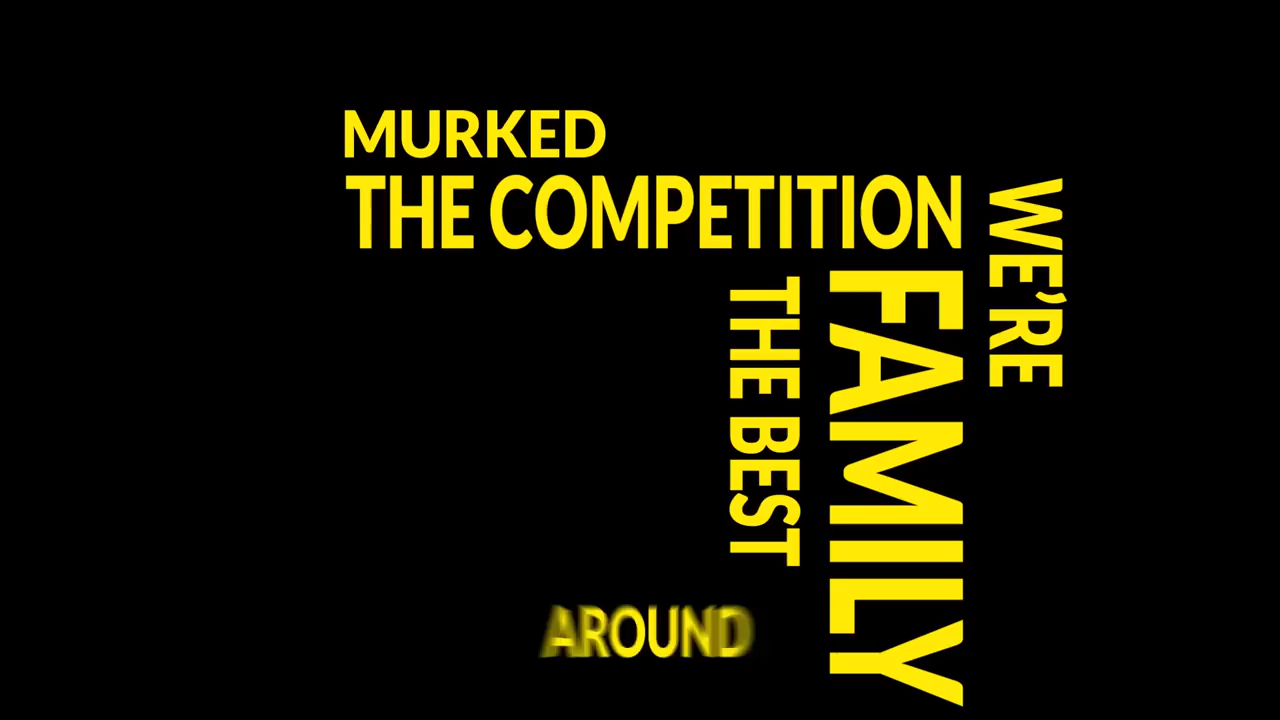 MURKED
THE COMPETITION
WE'RE
FAMILY
THE BEST
AROUND